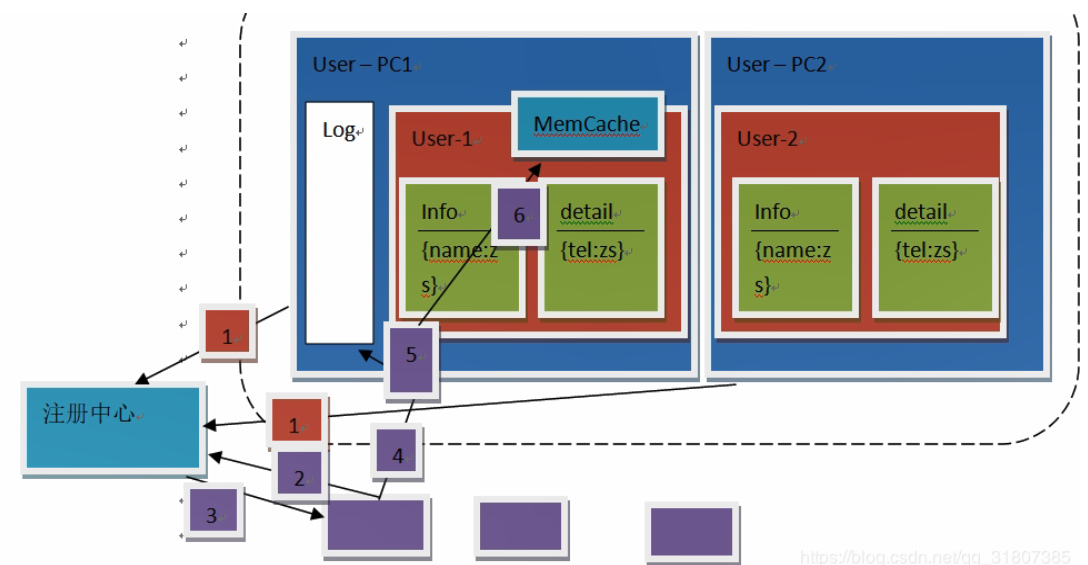 User – PC1
User – PC2
Log
MemCache
User-1
User-2
Info
{name:z
s}
6
detail
{tel:zs}
Info
{name:z
s}
detail
{tel:zs}
1
5
注册中心
1
4
2
3
https://blog.csdn.net/qq_31807385